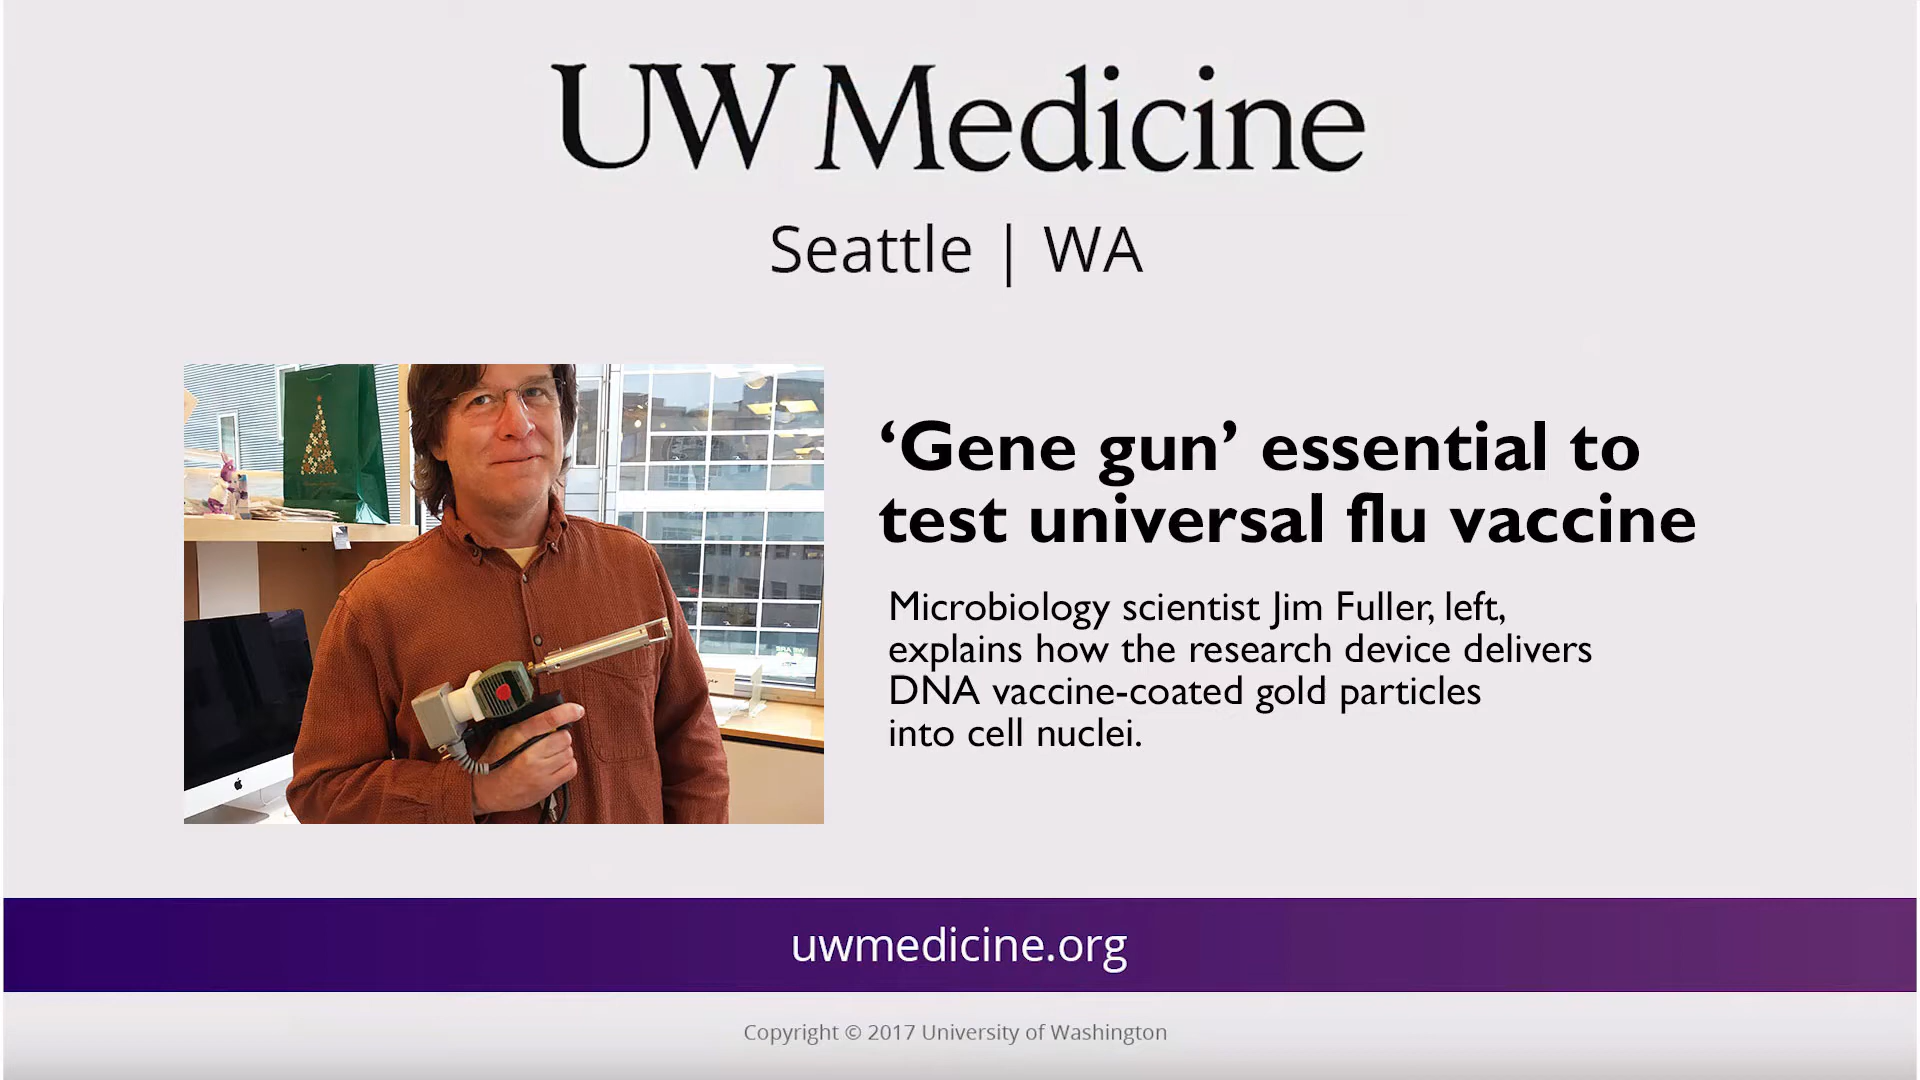 UW Medicine
Seattle | WA
‘Gene gun’ essential to
test universal flu vaccine
Microbiology scientist Jim Fuller, left,
explains how the research device delivers
DNA vaccine-coated gold particles
into cell nuclei.
uwmedicine.org
Copyright © 2017 University of Washington